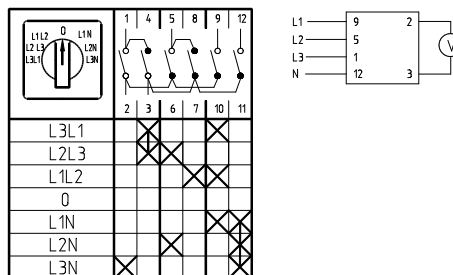 0
L1L2 L1N
L2L3 L2N
L3L1 L3N
1 4 5 8 9 12
2 3 6 7 10 11
L3L1
L2L3
L1L2
0
L1N
L2N
L3N
L1 9 2
L2 5 V
L3 1
N 12 3